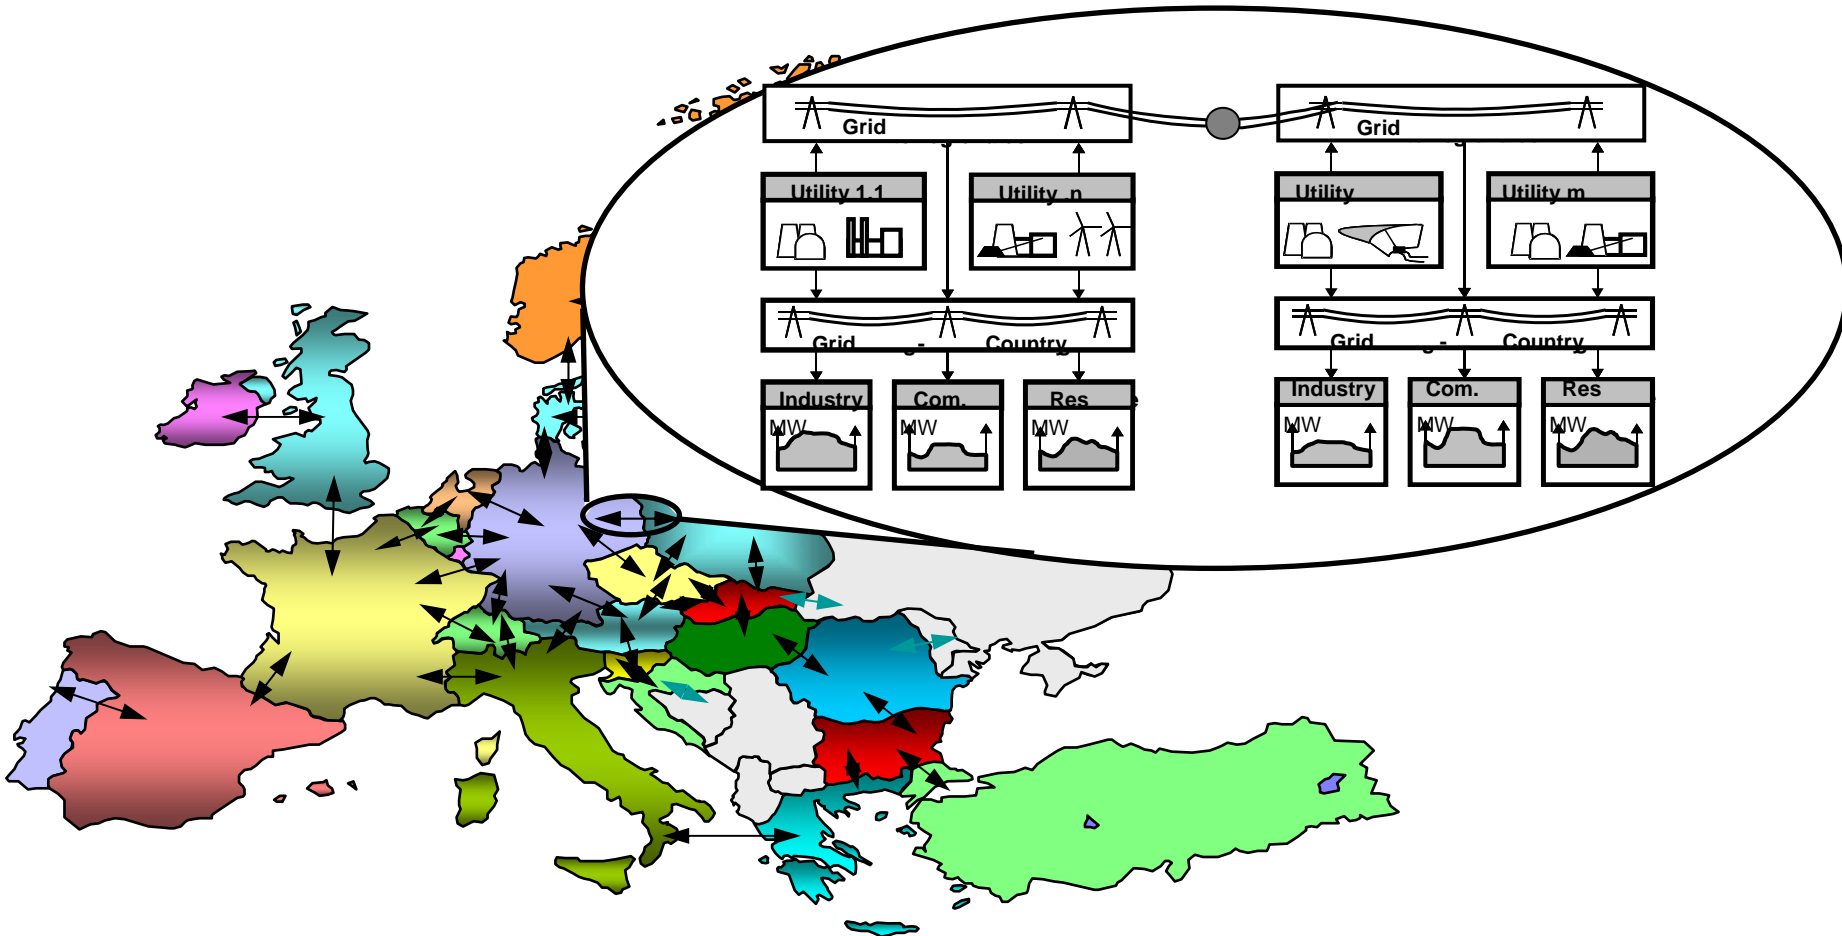 Grid
Grid
Utility 1.1
Utility .n
Utility
Utility m
Grid - Country
Grid - Country
Industry
Com.
Res
Industry
Com.
Res
MW
MW
MW
MW
MW
MW